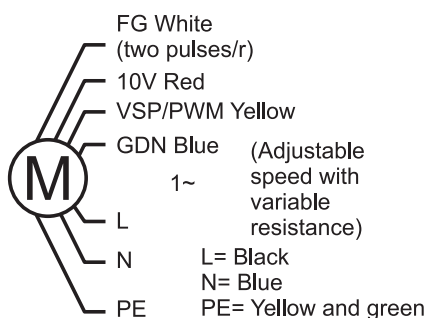 FG White
(two pulses/r)
10V Red
VSP/PWM Yellow
GDN Blue
(Adjustable
speed with
variable
resistance)
M
1~
L
N
PE
L= Black
N= Blue
PE= Yellow and green